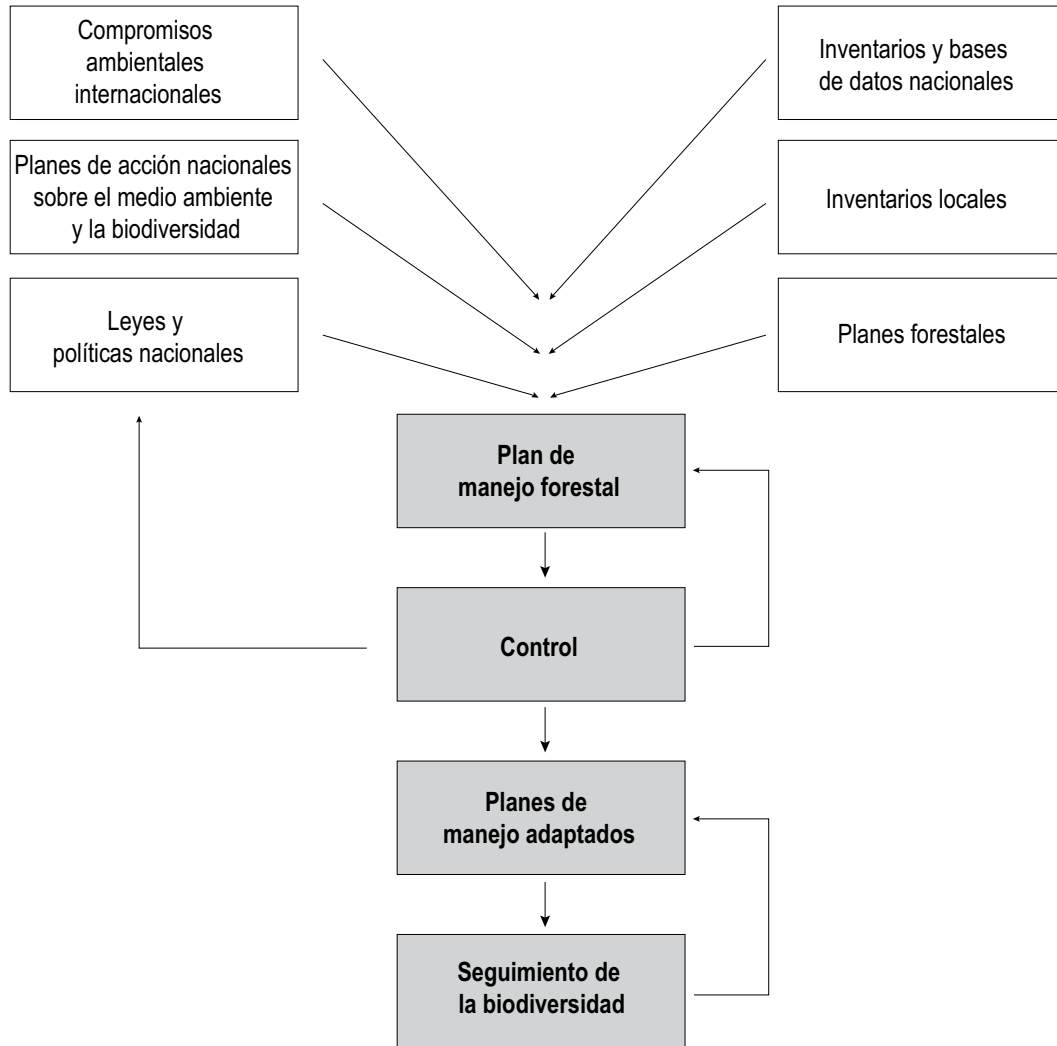 Compromisos
ambientales
internacionales
Inventarios y bases
de datos nacionales
Planes de acción nacionales
sobre el medio ambiente
y la biodiversidad
Inventarios locales
Leyes y
políticas nacionales
Planes forestales
Plan de
manejo forestal
Control
Planes de
manejo adaptados
Seguimiento de
la biodiversidad